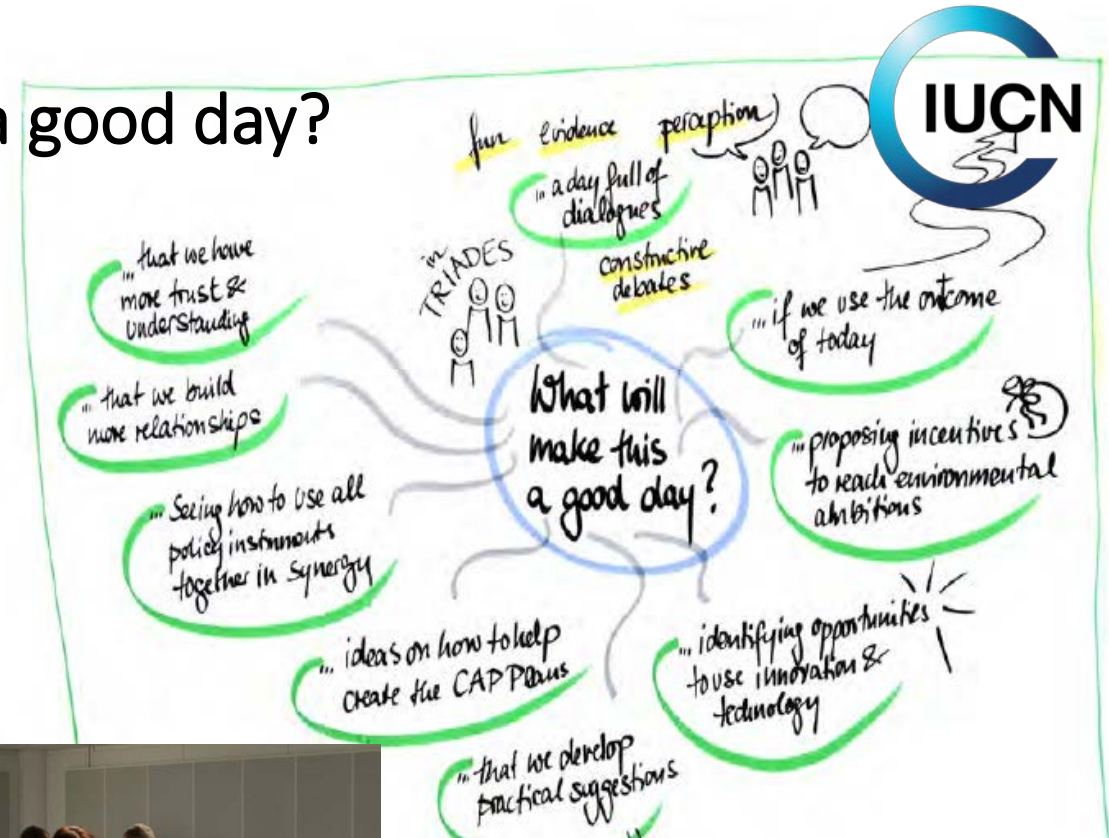 a good day?
IUCN
fun evidence perception
... a day full of
dialogues
constructive
debates
in
TRIADES
... that we have
more trust &
understanding
... if we use the outcome
of today
... that we build
more relationships
What will
make this
a good day?
... proposing incentives
to reach environmental
ambitions
... Seeing how to use all
policy instruments
together in synergy
... ideas on how to help
create the CAP Plans
... identifying opportunities
to use innovation &
technology
... that we develop
practical suggestions